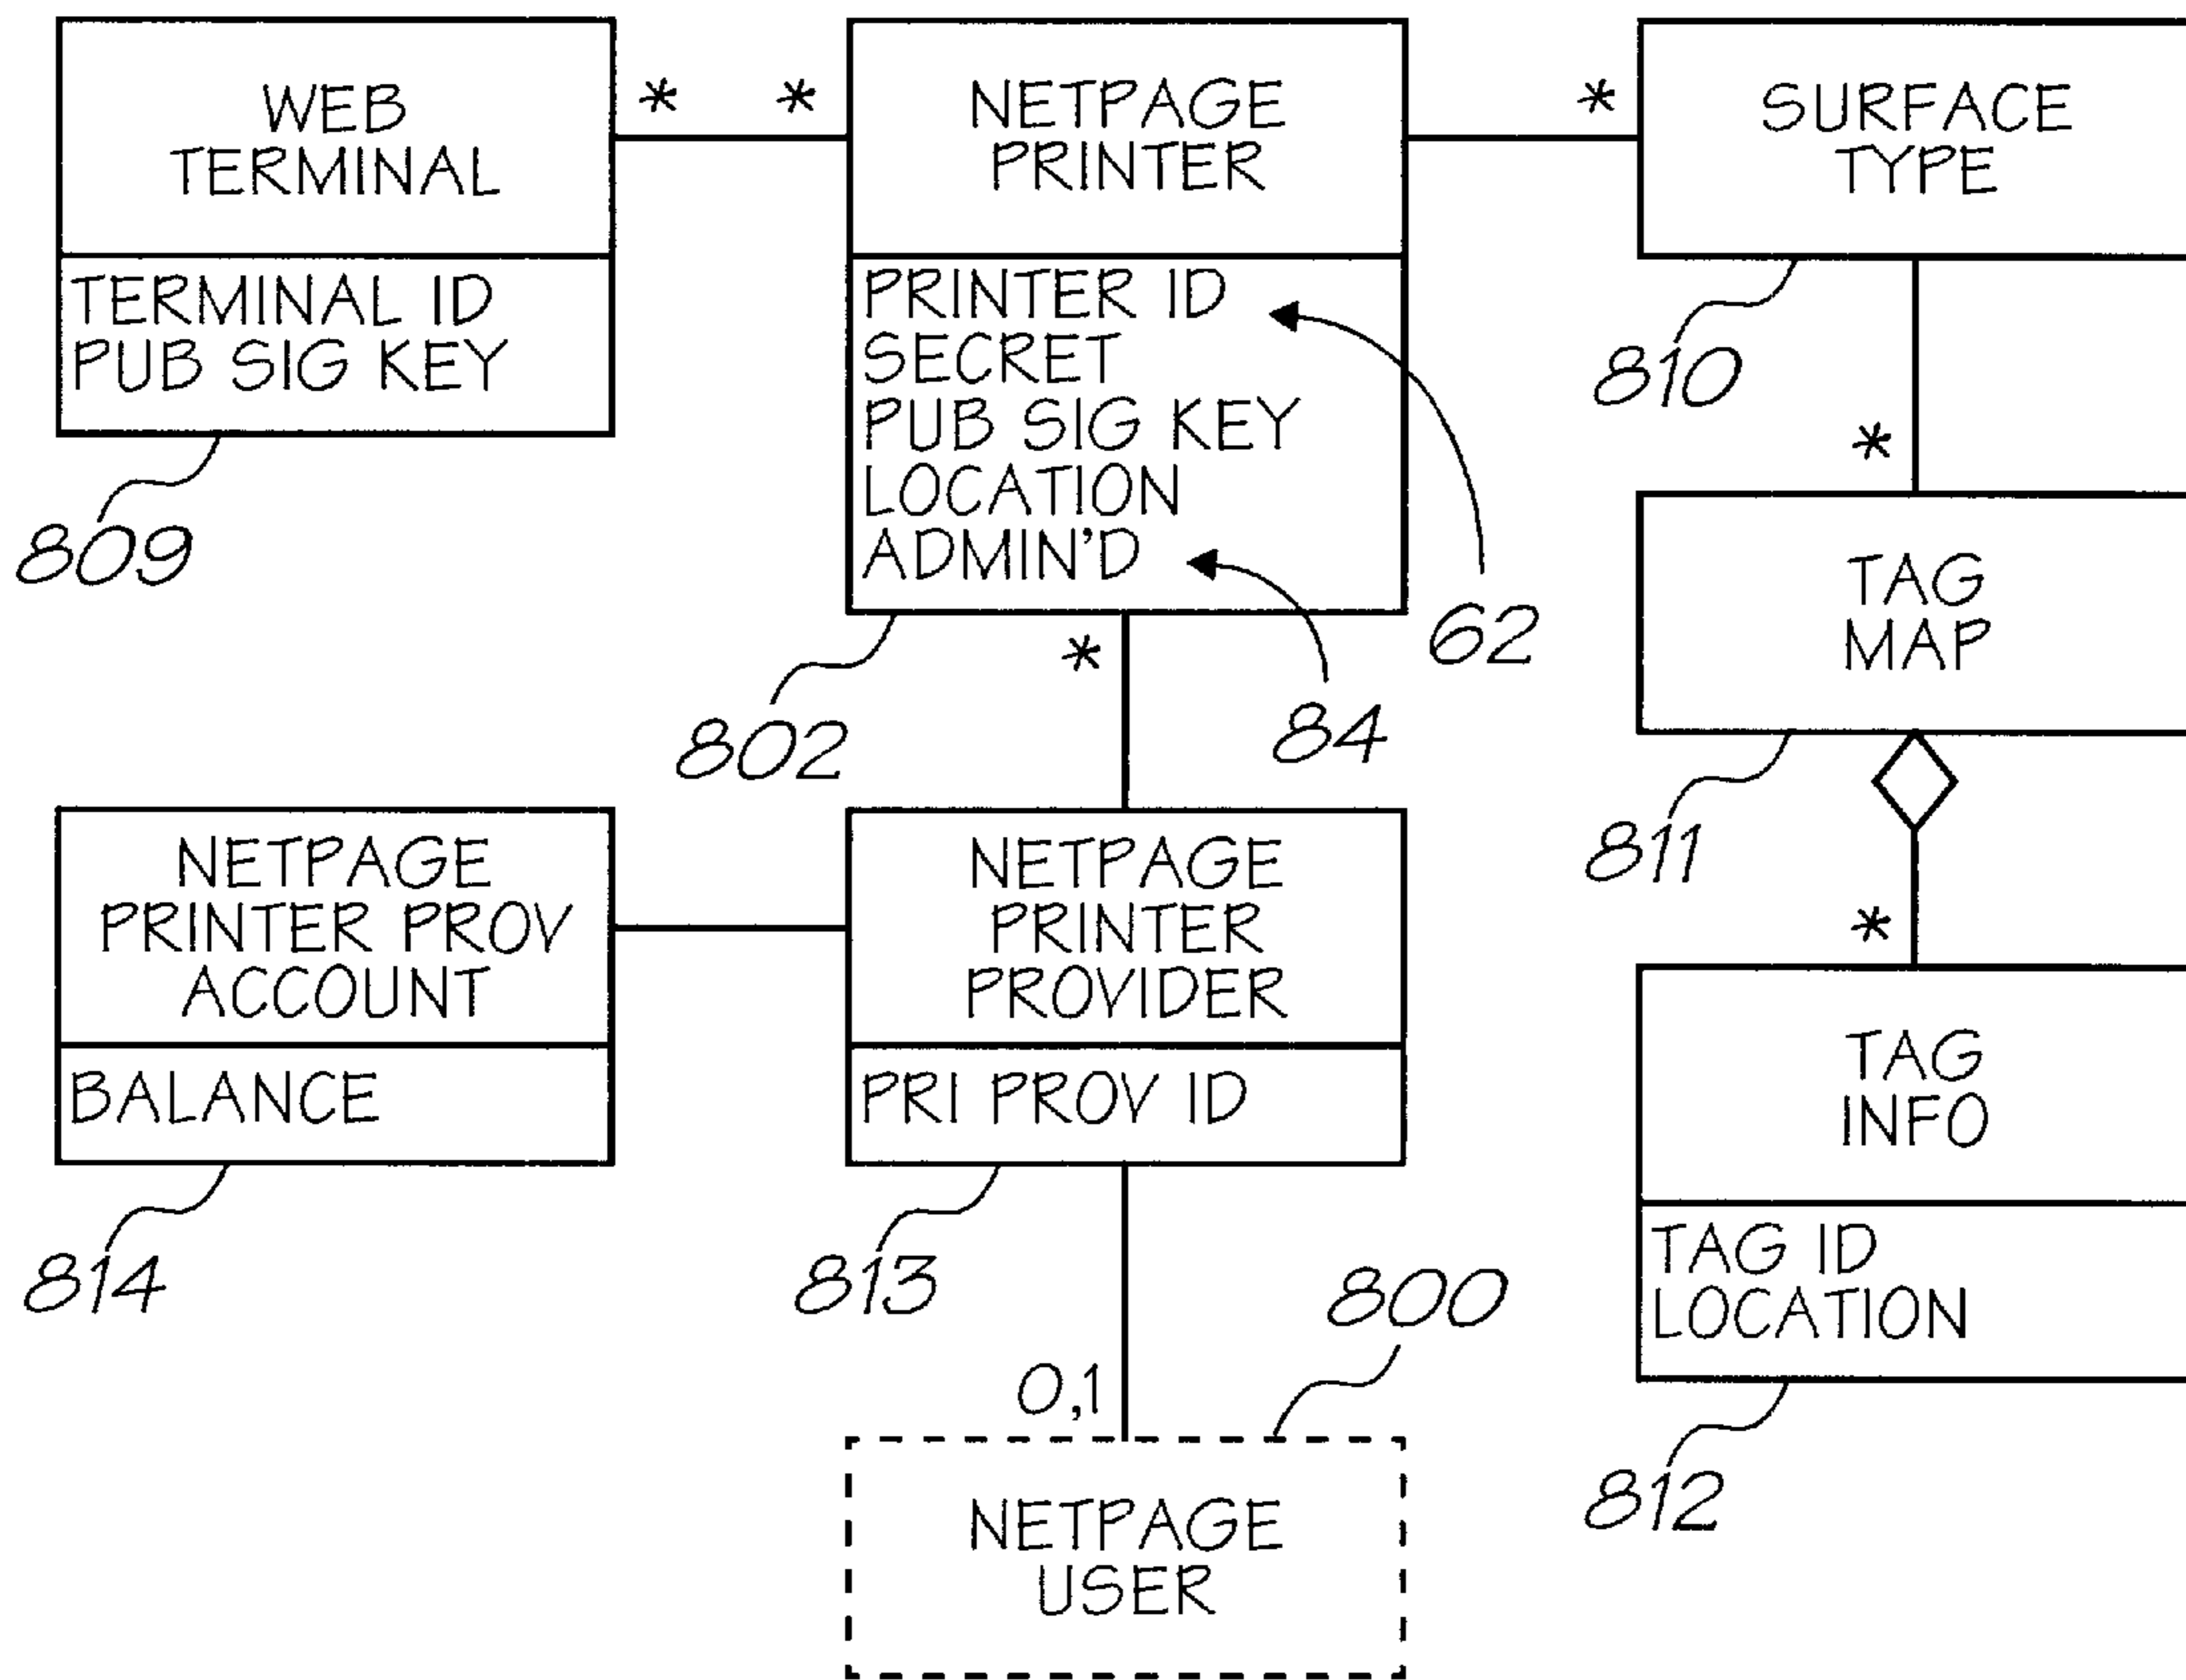 WEB
TERMINAL
* *
NETPAGE
PRINTER
*
SURFACE
TYPE
TERMINAL ID
PUB SIG KEY
809
PRINTER ID
SECRET
PUB SIG KEY
LOCATION
ADMIN'D
62
84
802
*
810
*
TAG
MAP
811
*
NETPAGE
PRINTER PROV
ACCOUNT
BALANCE
814
NETPAGE
PRINTER
PROVIDER
PRI PROV ID
813
TAG
INFO
TAG ID
LOCATION
812
800
0,1
NETPAGE
USER